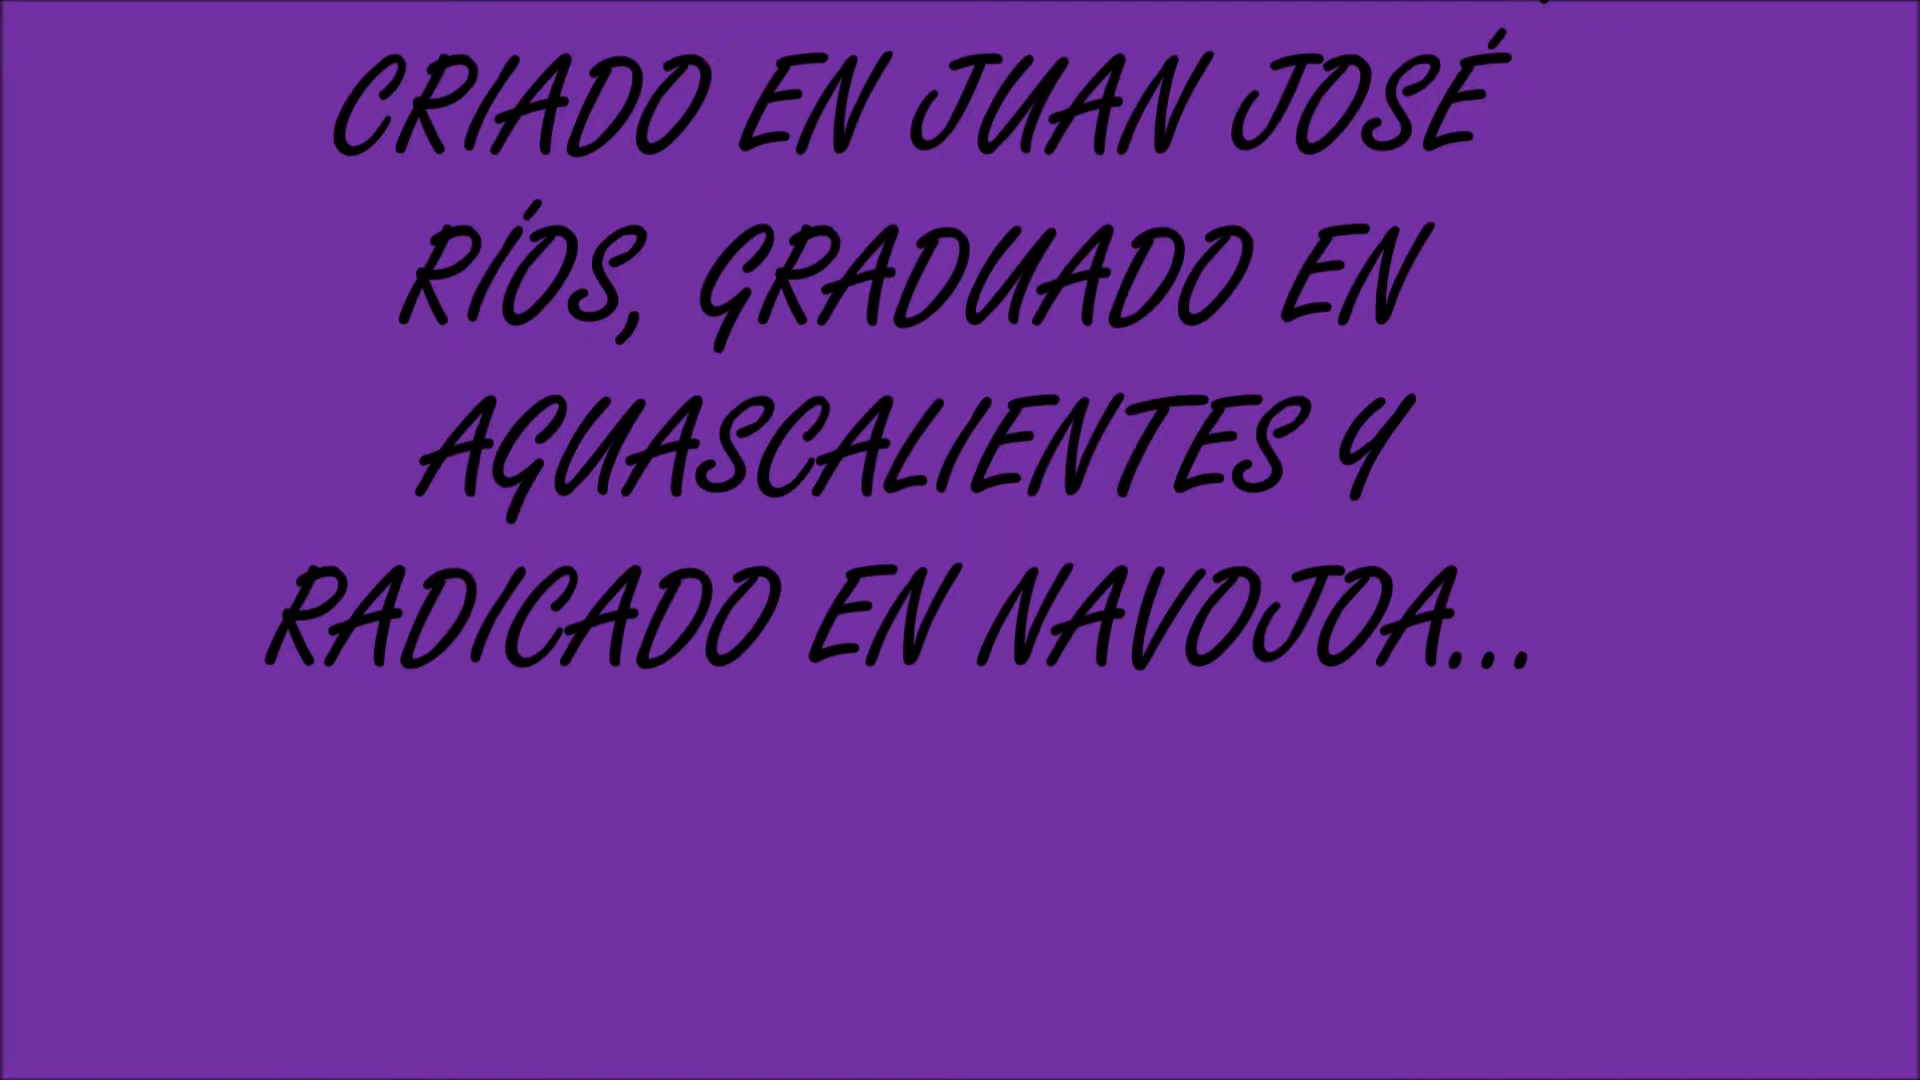 CRIADO EN JUAN JOSÉ
RÍOS, GRADUADO EN
AGUASCALIENTES Y
RADICADO EN NAVOJOA...